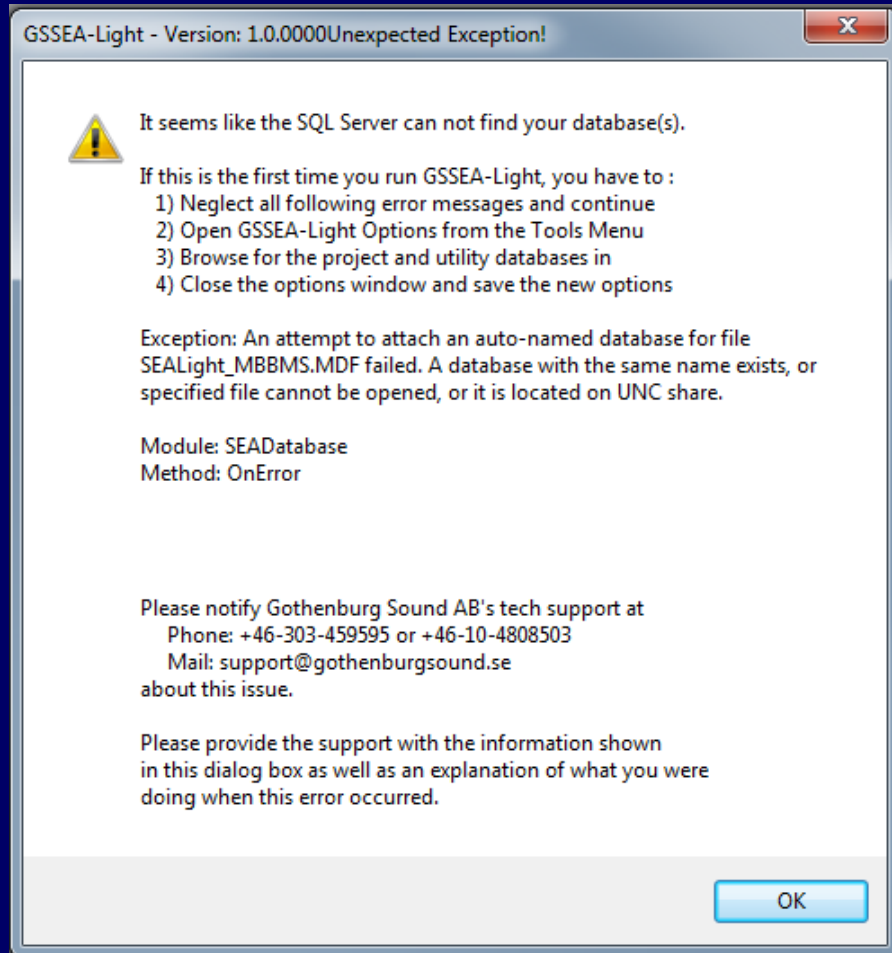 GSSEA-Light - Version: 1.0.0000Unexpected Exception!
It seems like the SQL Server can not find your database(s).
If this is the first time you run GSSEA-Light, you have to :
1) Neglect all following error messages and continue
2) Open GSSEA-Light Options from the Tools Menu
3) Browse for the project and utility databases in
4) Close the options window and save the new options
Exception: An attempt to attach an auto-named database for file
SEALight_MBBMS.MDF failed. A database with the same name exists, or
specified file cannot be opened, or it is located on UNC share.
Module: SEADatabase
Method: OnError
Please notify Gothenburg Sound AB's tech support at
Phone: +46-303-459595 or +46-10-4808503
Mail: support@gothenburgsound.se
about this issue.
Please provide the support with the information shown
in this dialog box as well as an explanation of what you were
doing when this error occurred.
OK